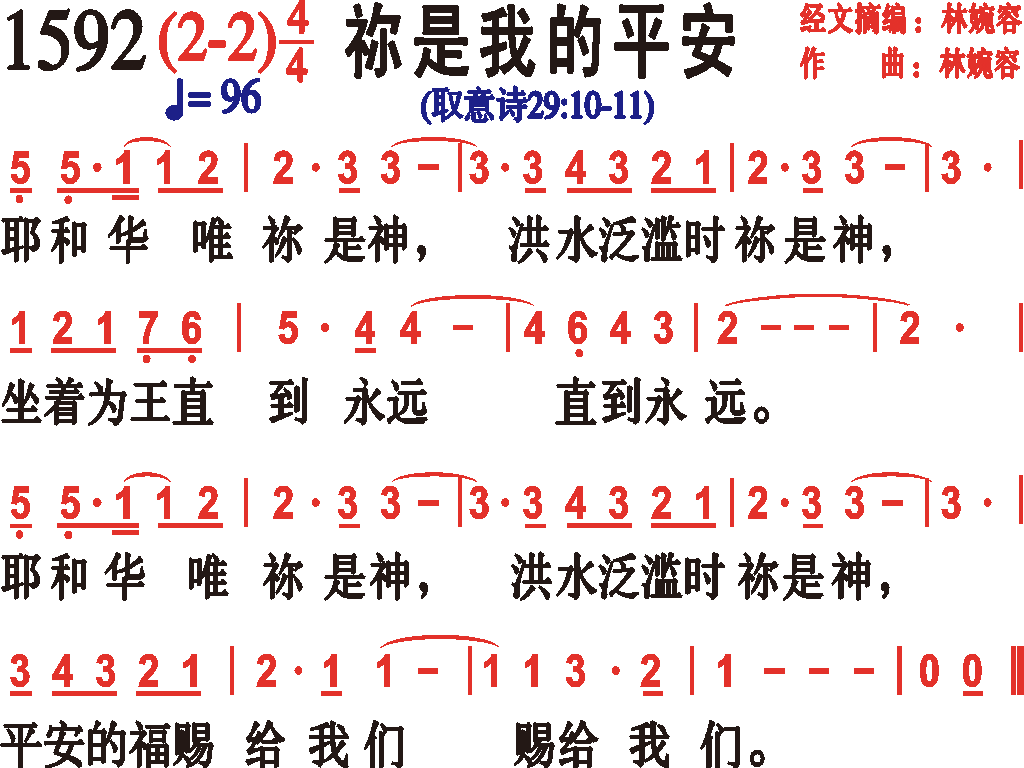 1592 (2-2) 4/4 祢是我的平安 经文摘编：林婉容
作 曲：林婉容
♩= 96 (取意诗29:10-11)
5 5·1 1 2 | 2·3 3 – | 3·3 4 3 2 1 | 2·3 3 – | 3· |
耶和华 唯 祢 是神， 洪水泛滥时祢是神，
1 2 1 7 6 | 5·4 4 – | 4 6 4 3 | 2 – – – | 2· |
坐着为王直 到 永远 直到永 远。
5 5·1 1 2 | 2·3 3 – | 3·3 4 3 2 1 | 2·3 3 – | 3· |
耶和华 唯 祢 是神， 洪水泛滥时祢是神，
3 4 3 2 1 | 2·1 1 – | 1 1 3·2 | 1 – – – | 0 0 ‖
平安的福赐 给 我们 赐给 我 们。